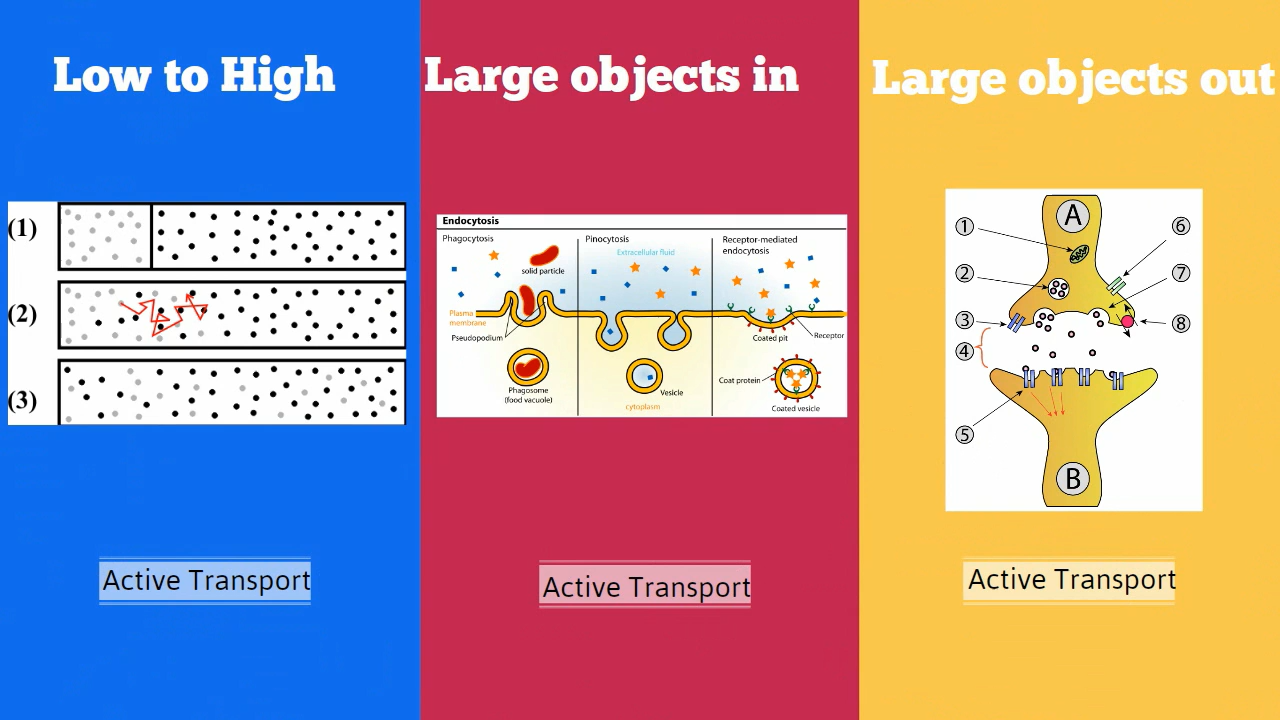 Low to High
(1)
(2)
(3)
Active Transport
Large objects in
Endocytosis
Phagocytosis
solid particle
Plasma
membrane
Pseudopodium
Phagosome
(food vacuole)
Pinocytosis
Extracellular fluid
Vesicle
cytoplasm
Receptor-mediated
endocytosis
Coated pit
Receptor
Coat protein
Coated vesicle
Active Transport
Large objects out
A
1
2
3
4
5
6
7
8
B
Active Transport